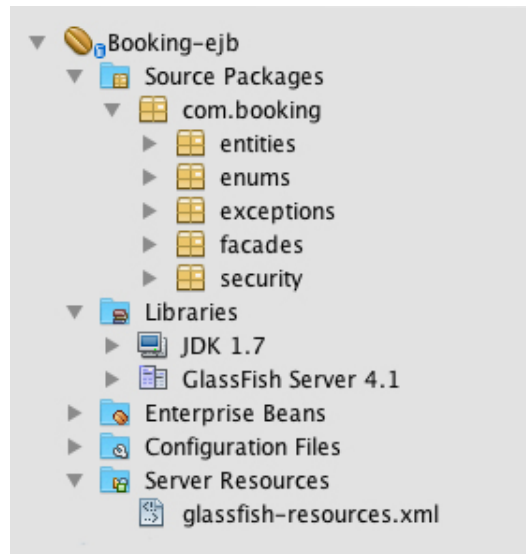 Booking-ejb
Source Packages
com.booking
entities
enums
exceptions
facades
security
Libraries
JDK 1.7
GlassFish Server 4.1
Enterprise Beans
Configuration Files
Server Resources
glassfish-resources.xml